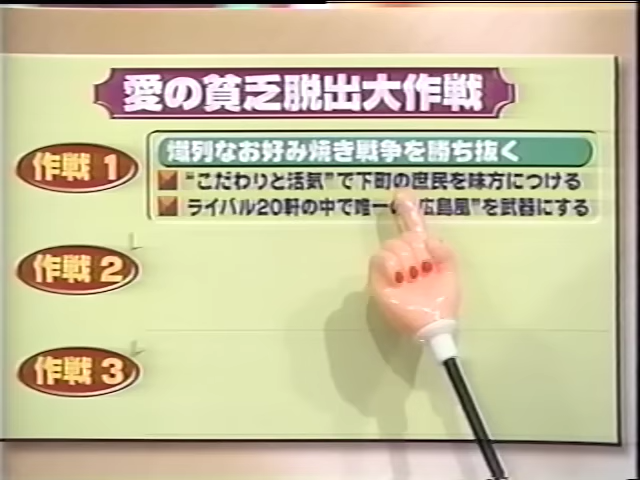 愛の貧乏脱出大作戦
作戦 1
熾烈なお好み焼き戦争を勝ち抜く
"こだわりと活気"で下町の庶民を味方につける
ライバル20軒の中で唯一の"広島風"を武器にする
作戦 2
作戦 3